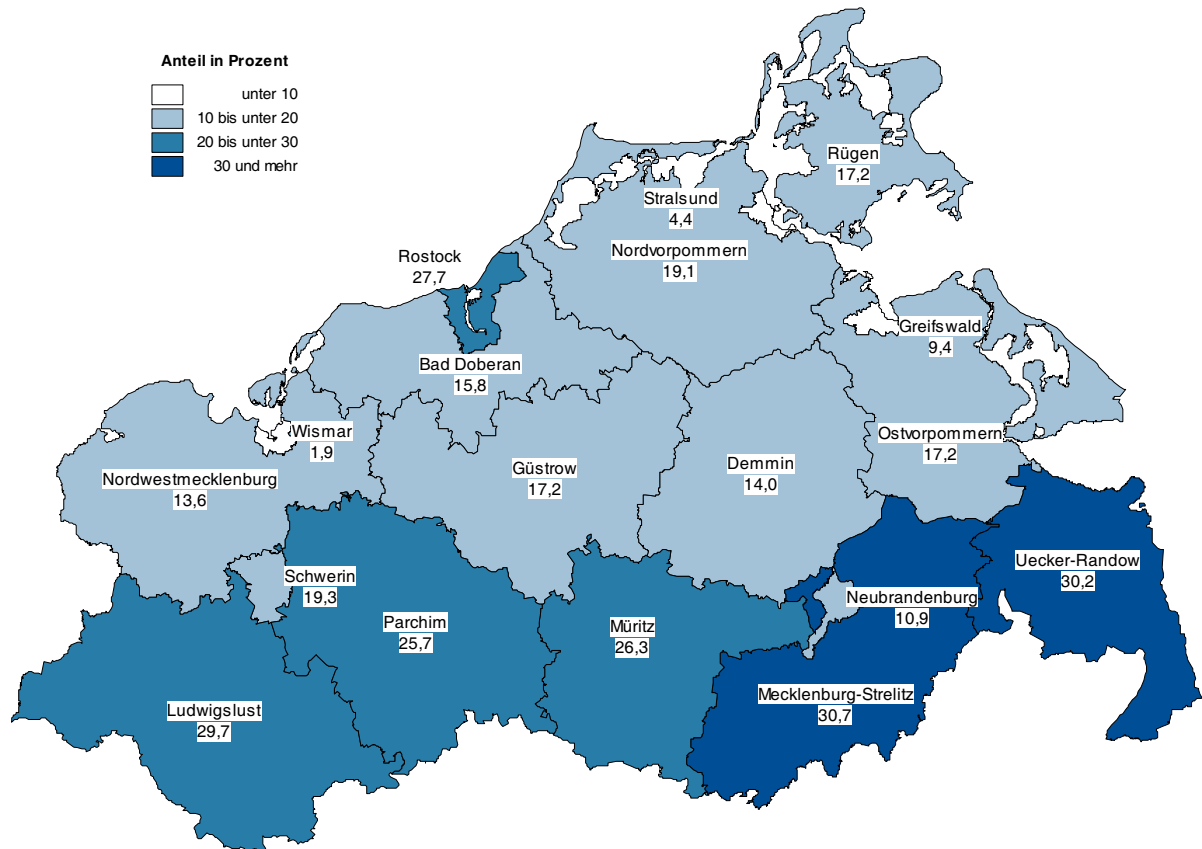 Anteil in Prozent
unter 10
10 bis unter 20
20 bis unter 30
30 und mehr
Rügen
17,2
Stralsund
4,4
Nordvorpommern
19,1
Rostock
27,7
Greifswald
9,4
Bad Doberan
15,8
Wismar
1,9
Ostvorpommern
17,2
Nordwestmecklenburg
13,6
Güstrow
17,2
Demmin
14,0
Uecker-Randow
30,2
Schwerin
19,3
Neubrandenburg
10,9
Parchim
25,7
Müritz
26,3
Mecklenburg-Strelitz
30,7
Ludwigslust
29,7